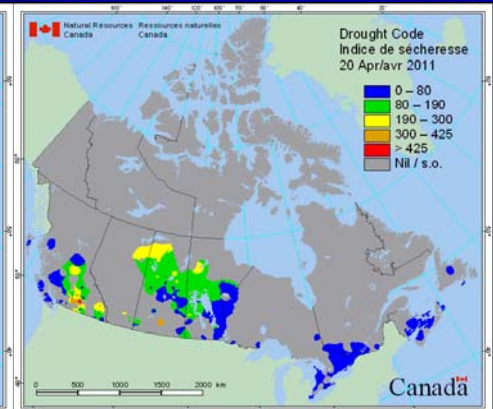 Natural Resources Canada
Ressources naturelles Canada
Drought Code
Indice de sécheresse
20 Apr/avr 2011
0 – 80
80 – 190
190 – 300
300 – 425
> 425
Nil / s.o.
0 500 1000 1500 2000 km
Canada